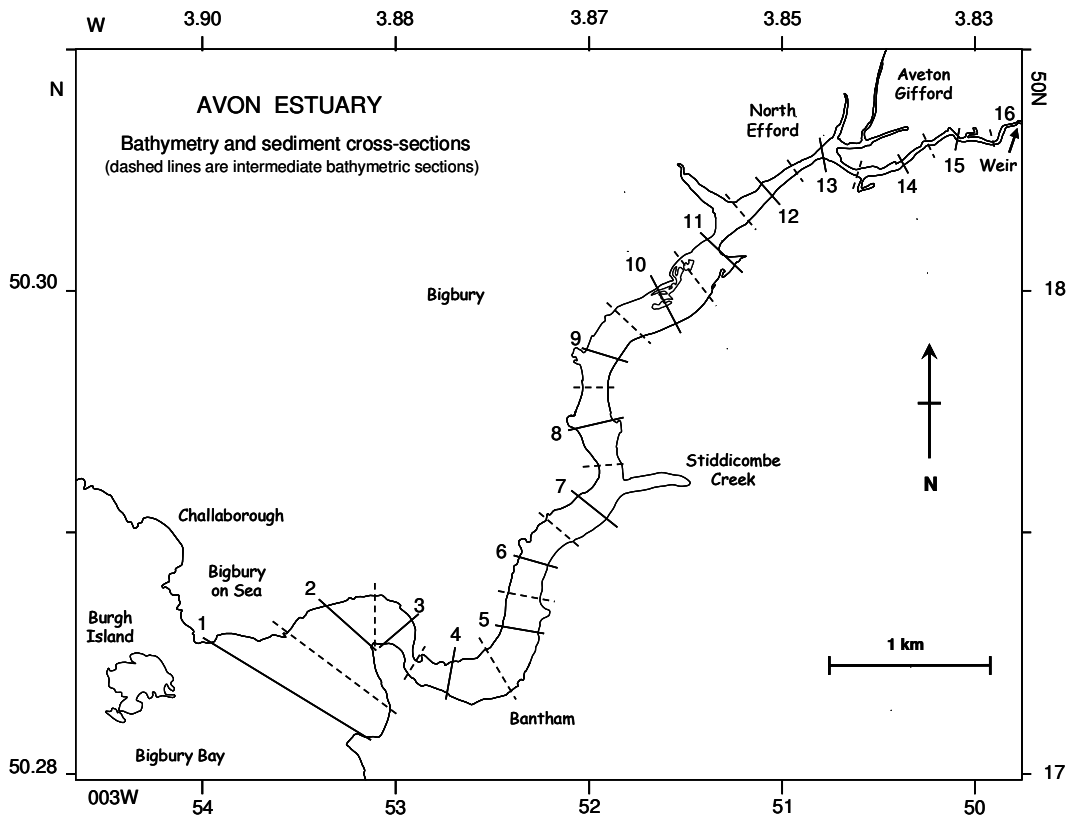 W
3.90
3.88
3.87
3.85
3.83
N
50N
AVON ESTUARY
Bathymetry and sediment cross-sections
(dashed lines are intermediate bathymetric sections)
North
Efford
Aveton
Gifford
16
Weir
15
14
13
12
11
10
50.30
18
Bigbury
9
8
7
Stiddicombe
Creek
N
Challaborough
Bigbury
on Sea
Burgh
Island
1
2
3
4
5
6
1 km
Bantham
Bigbury Bay
50.28
17
003W
54
53
52
51
50